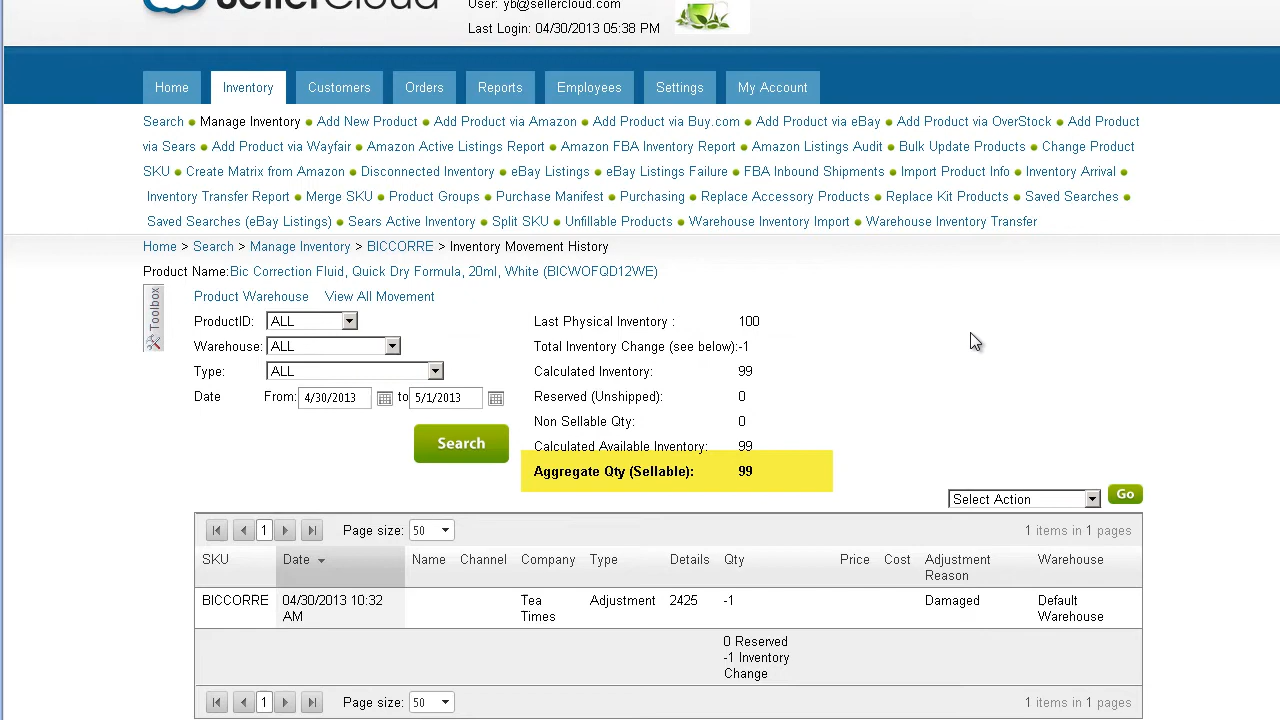 SellerCloud
User: yb@sellercloud.com
Last Login: 04/30/2013 05:38 PM
Home Inventory Customers Orders Reports Employees Settings My Account
Search ● Manage Inventory ● Add New Product ● Add Product via Amazon ● Add Product via Buy.com ● Add Product via eBay ● Add Product via OverStock ● Add Product
via Sears ● Add Product via Wayfair ● Amazon Active Listings Report ● Amazon FBA Inventory Report ● Amazon Listings Audit ● Bulk Update Products ● Change Product
SKU ● Create Matrix from Amazon ● Disconnected Inventory ● eBay Listings ● eBay Listings Failure ● FBA Inbound Shipments ● Import Product Info ● Inventory Arrival ●
Inventory Transfer Report ● Merge SKU ● Product Groups ● Purchase Manifest ● Purchasing ● Replace Accessory Products ● Replace Kit Products ● Saved Searches ●
Saved Searches (eBay Listings) ● Sears Active Inventory ● Split SKU ● Unfillable Products ● Warehouse Inventory Import ● Warehouse Inventory Transfer
Home > Search > Manage Inventory > BICCORRE > Inventory Movement History
Product Name:Bic Correction Fluid, Quick Dry Formula, 20ml, White (BICWOFQD12WE)
Toolbox
Product Warehouse View All Movement
ProductID: ALL Last Physical Inventory : 100
Warehouse: ALL Total Inventory Change (see below):-1
Type: ALL Calculated Inventory: 99
Date From: 4/30/2013 to 5/1/2013 Reserved (Unshipped): 0
Non Sellable Qty: 0
Search Calculated Available Inventory: 99
Aggregate Qty (Sellable): 99
Select Action Go
1 Page size: 50 1 items in 1 pages
SKU Date Name Channel Company Type Details Qty Price Cost Adjustment Warehouse
Reason
BICCORRE 04/30/2013 10:32 Tea Adjustment 2425 -1 Damaged Default
AM Times Warehouse
0 Reserved
-1 Inventory
Change
1 Page size: 50 1 items in 1 pages